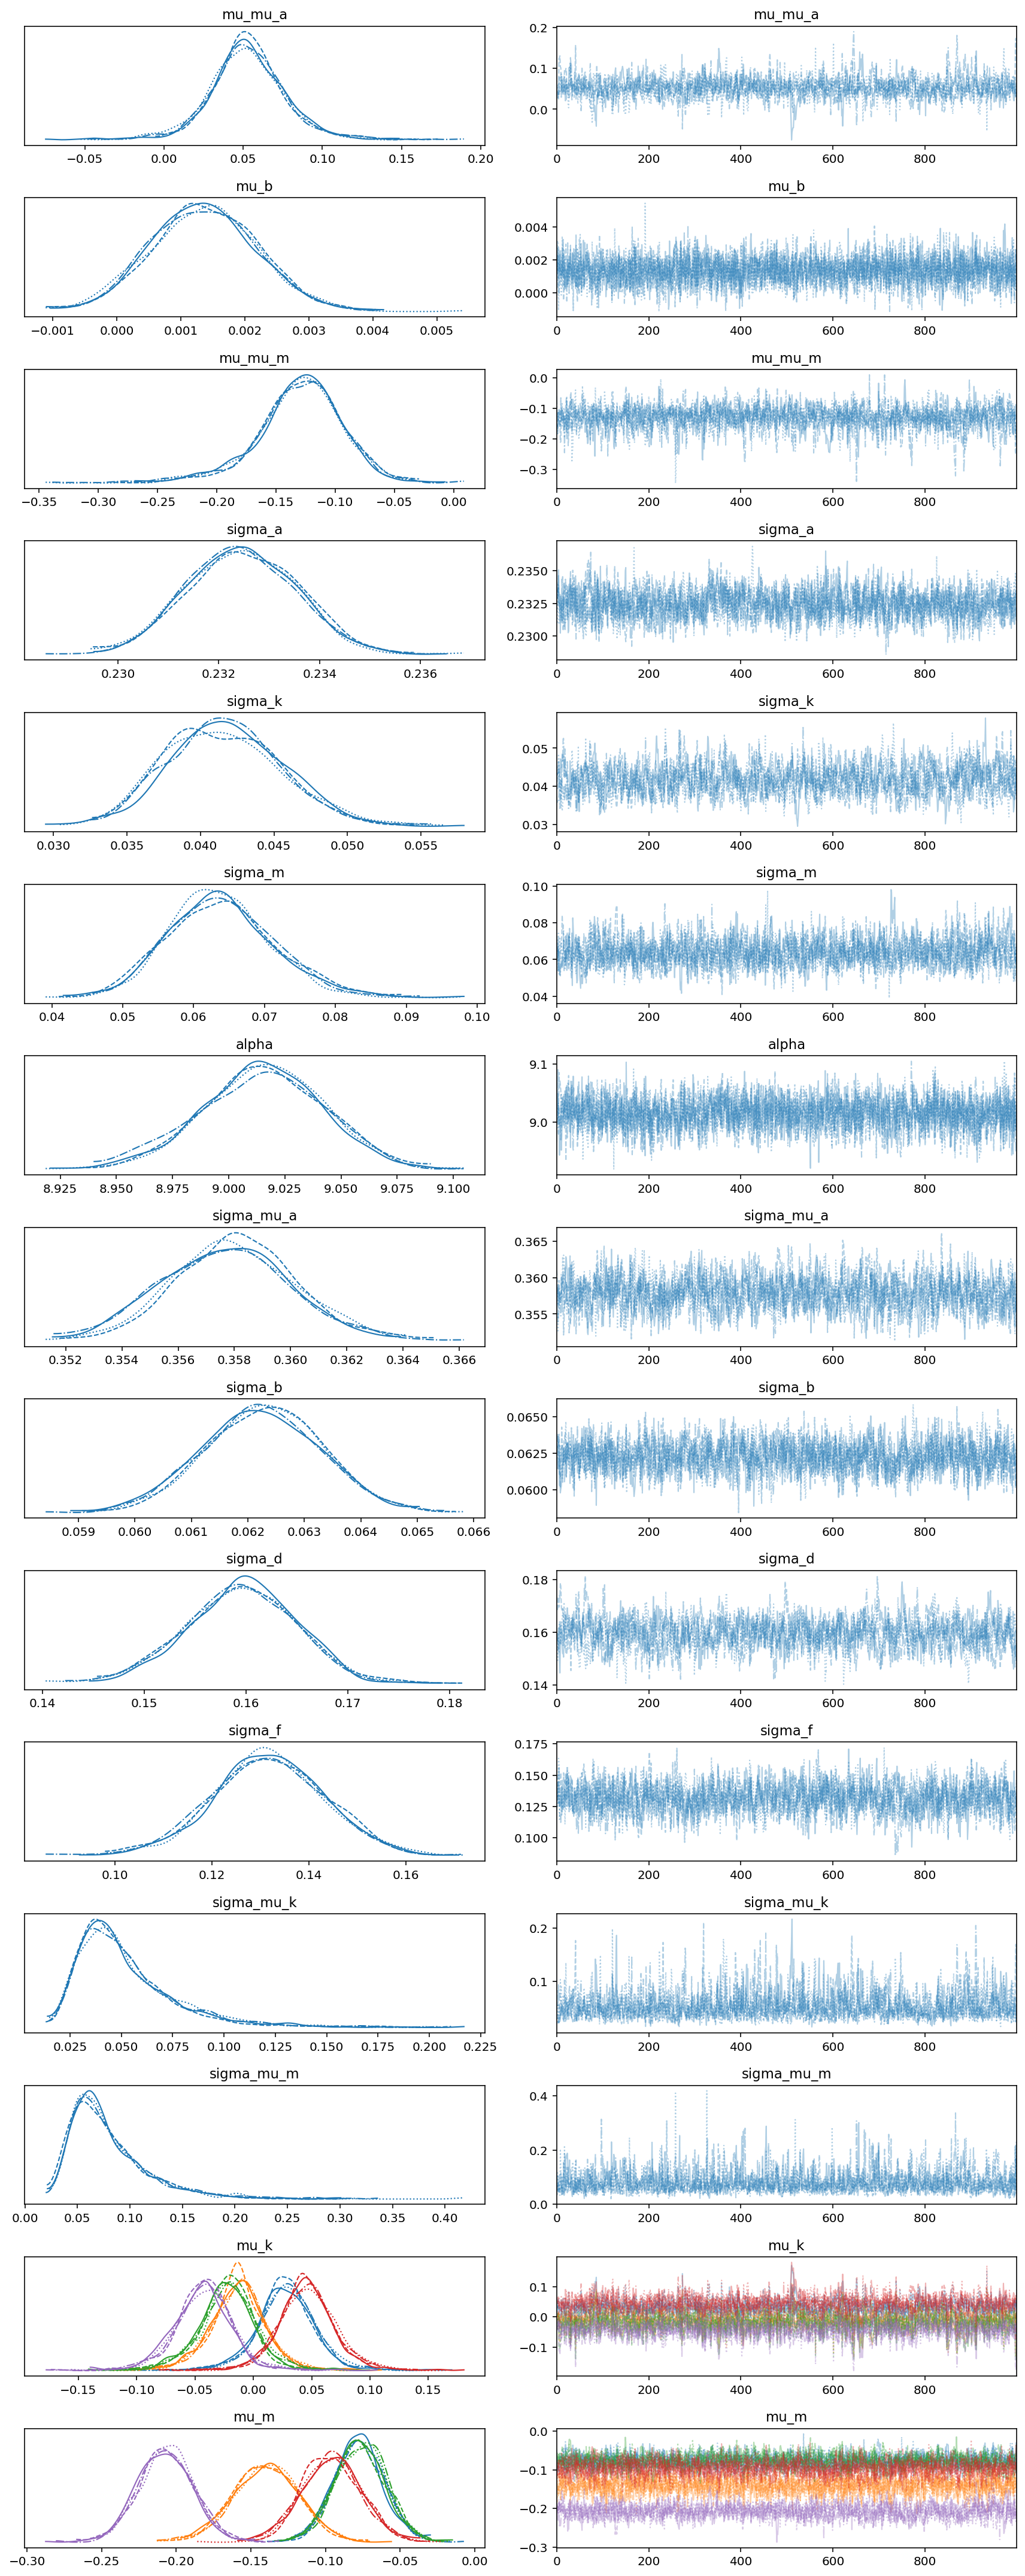 mu_mu_a mu_mu_a
0.2
0.1
0.0
−0.05 0.00 0.05 0.10 0.15 0.20 0 200 400 600 800
mu_b mu_b
0.004
0.002
0.000
−0.001 0.000 0.001 0.002 0.003 0.004 0.005 0 200 400 600 800
mu_mu_m mu_mu_m
0.0
−0.1
−0.2
−0.3
−0.35 −0.30 −0.25 −0.20 −0.15 −0.10 −0.05 0.00 0 200 400 600 800
sigma_a sigma_a
0.2350
0.2325
0.2300
0.230 0.232 0.234 0.236 0 200 400 600 800
sigma_k sigma_k
0.05
0.04
0.03
0.030 0.035 0.040 0.045 0.050 0.055 0 200 400 600 800
sigma_m sigma_m
0.10
0.08
0.06
0.04
0.04 0.05 0.06 0.07 0.08 0.09 0.10 0 200 400 600 800
alpha alpha
9.1
9.0
8.925 8.950 8.975 9.000 9.025 9.050 9.075 9.100 0 200 400 600 800
sigma_mu_a sigma_mu_a
0.365
0.360
0.355
0.352 0.354 0.356 0.358 0.360 0.362 0.364 0.366 0 200 400 600 800
sigma_b sigma_b
0.0650
0.0625
0.0600
0.059 0.060 0.061 0.062 0.063 0.064 0.065 0.066 0 200 400 600 800
sigma_d sigma_d
0.18
0.16
0.14
0.14 0.15 0.16 0.17 0.18 0 200 400 600 800
sigma_f sigma_f
0.175
0.150
0.125
0.100
0.10 0.12 0.14 0.16 0 200 400 600 800
sigma_mu_k sigma_mu_k
0.2
0.1
0.025 0.050 0.075 0.100 0.125 0.150 0.175 0.200 0.225 0 200 400 600 800
sigma_mu_m sigma_mu_m
0.4
0.2
0.0
0.00 0.05 0.10 0.15 0.20 0.25 0.30 0.35 0.40 0 200 400 600 800
mu_k mu_k
0.1
0.0
−0.1
−0.15 −0.10 −0.05 0.00 0.05 0.10 0.15 0 200 400 600 800
mu_m mu_m
0.0
−0.1
−0.2
−0.3
−0.30 −0.25 −0.20 −0.15 −0.10 −0.05 0.00 0 200 400 600 800